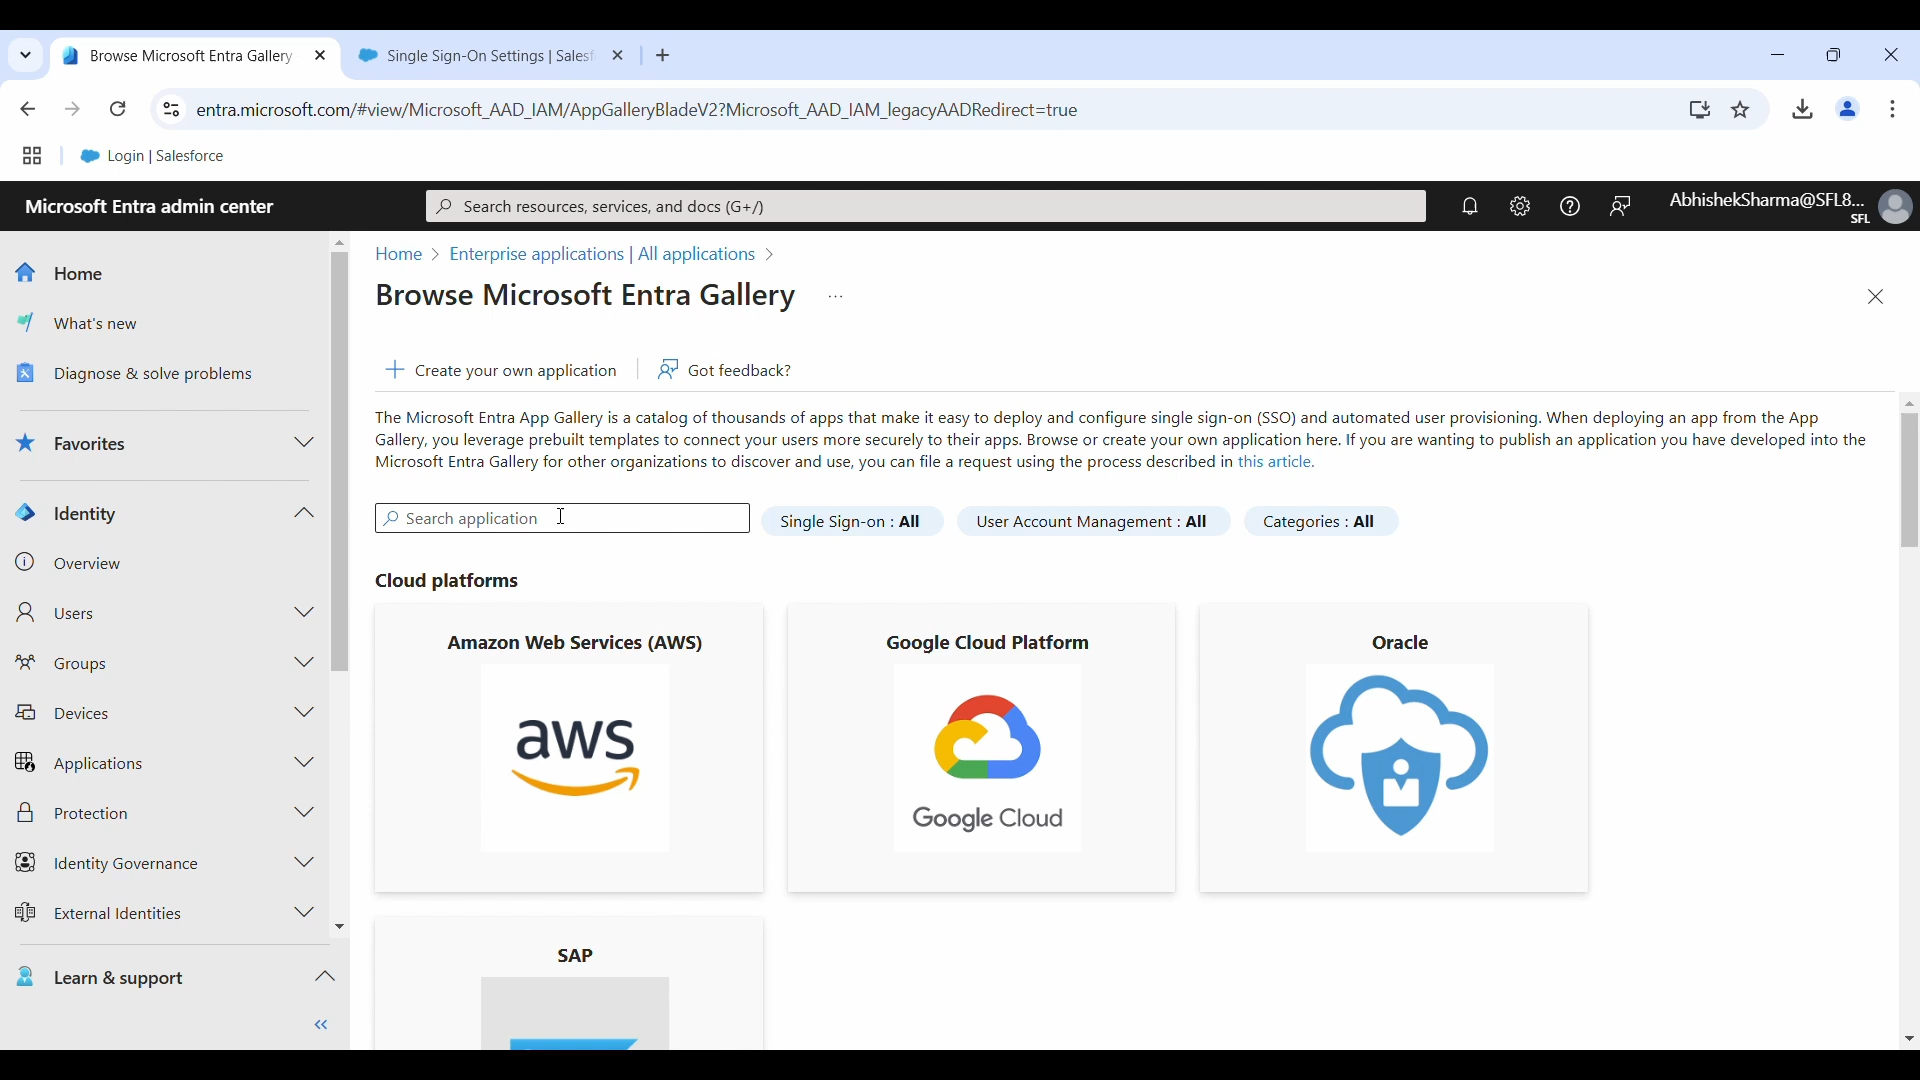 Browse Microsoft Entra Gallery
Single Sign-On Settings | Salesf
entra.microsoft.com/#view/Microsoft_AAD_IAM/AppGalleryBladeV2?Microsoft_AAD_IAM_legacyAADRedirect=true
Login | Salesforce
Microsoft Entra admin center
Search resources, services, and docs (G+/)
AbhishekSharma@SFL8...
SFL
Home
What's new
Diagnose & solve problems
Favorites
Identity
Overview
Users
Groups
Devices
Applications
Protection
Identity Governance
External Identities
Learn & support
Home > Enterprise applications | All applications >
Browse Microsoft Entra Gallery ...
Create your own application
Got feedback?
The Microsoft Entra App Gallery is a catalog of thousands of apps that make it easy to deploy and configure single sign-on (SSO) and automated user provisioning. When deploying an app from the App
Gallery, you leverage prebuilt templates to connect your users more securely to their apps. Browse or create your own application here. If you are wanting to publish an application you have developed into the
Microsoft Entra Gallery for other organizations to discover and use, you can file a request using the process described in this article.
Search application
Single Sign-on : All
User Account Management : All
Categories : All
Cloud platforms
Amazon Web Services (AWS)
aws
Google Cloud Platform
Google Cloud
Oracle
SAP